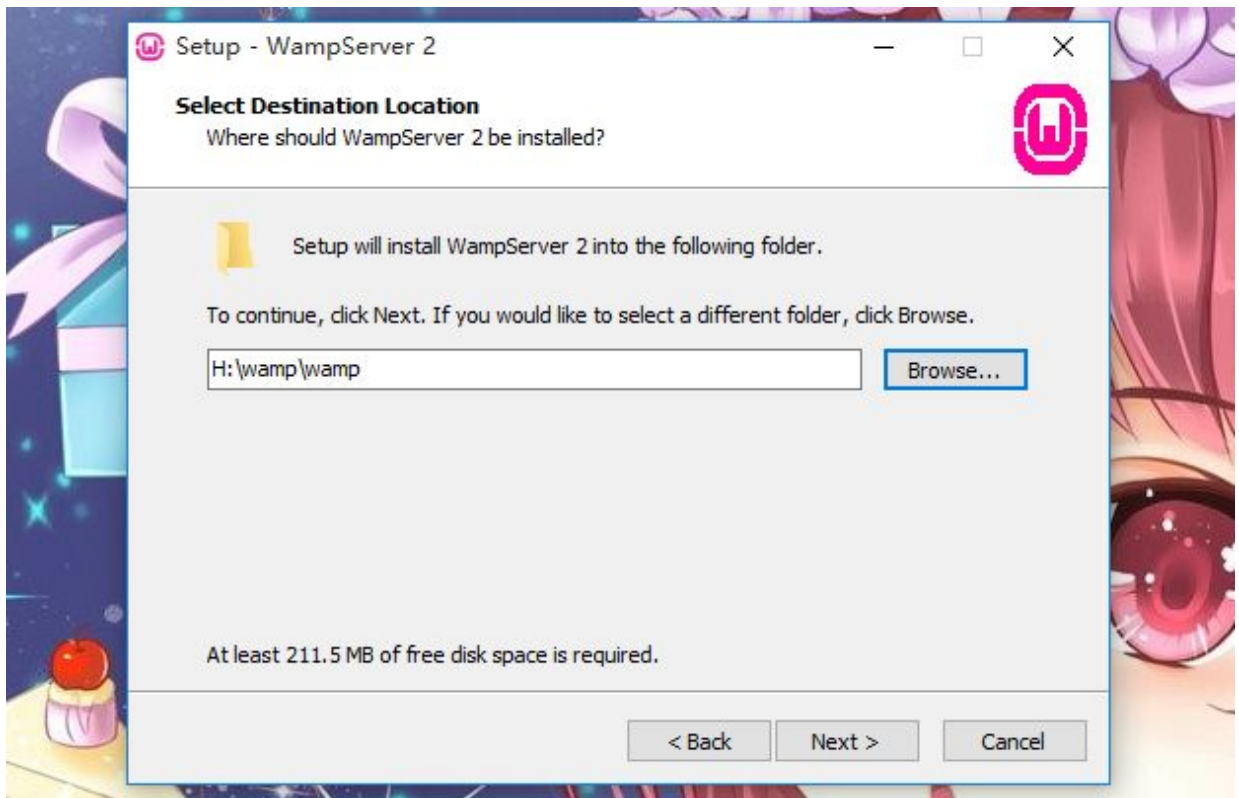 Setup - WampServer 2
Select Destination Location
Where should WampServer 2 be installed?
W
Setup will install WampServer 2 into the following folder.
To continue, click Next. If you would like to select a different folder, click Browse.
H:\wamp\wamp
Browse...
At least 211.5 MB of free disk space is required.
< Back
Next >
Cancel